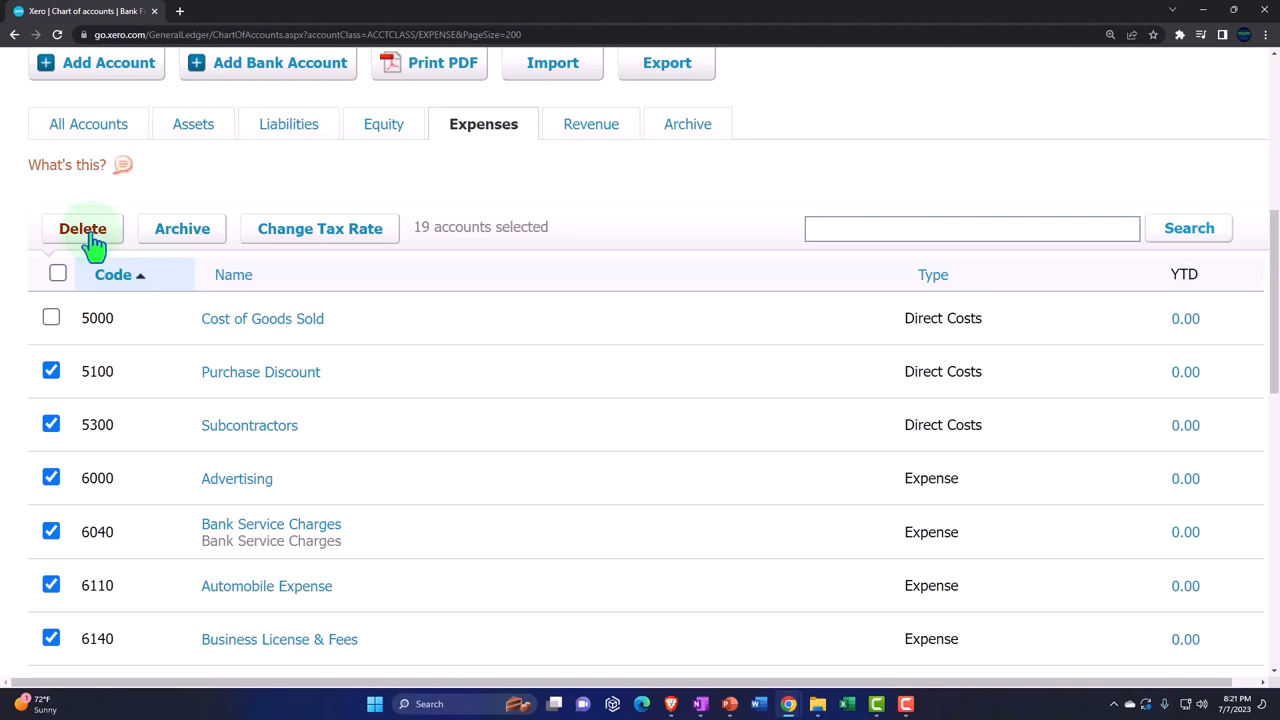 Xero | Chart of accounts | Bank F
go.xero.com/GeneralLedger/ChartOfAccounts.aspx?accountClass=ACCTCLASS/EXPENSE&PageSize=200
Add Account
Add Bank Account
Print PDF
Import
Export
All Accounts
Assets
Liabilities
Equity
Expenses
Revenue
Archive
What's this?
Delete
Archive
Change Tax Rate
19 accounts selected
Search
Code
Name
Type
YTD
5000 Cost of Goods Sold Direct Costs 0.00
5100 Purchase Discount Direct Costs 0.00
5300 Subcontractors Direct Costs 0.00
6000 Advertising Expense 0.00
6040 Bank Service Charges Expense 0.00
Bank Service Charges
6110 Automobile Expense Expense 0.00
6140 Business License & Fees Expense 0.00
72°F
Sunny
Search
8:21 PM
7/7/2023